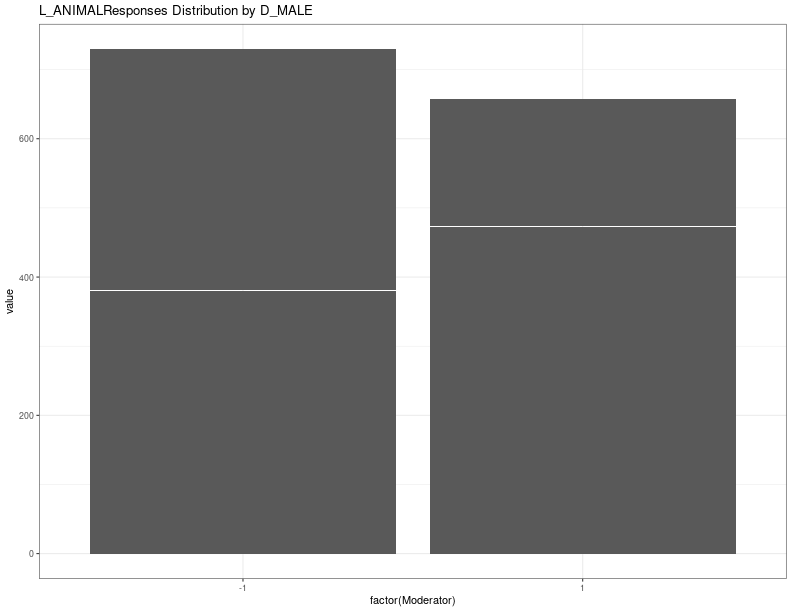 L_ANIMALResponses Distribution by D_MALE
600
400
200
0
value
-1
1
factor(Moderator)